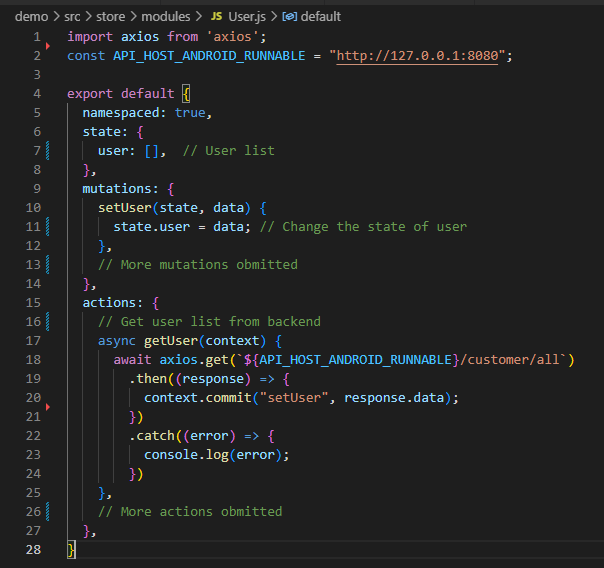 demo > src > store > modules > JS User.js > default
1 import axios from 'axios';
2 const API_HOST_ANDROID_RUNNABLE = "http://127.0.0.1:8080";
3
4 export default {
5   namespaced: true,
6   state: {
7     user: [],  // User list
8   },
9   mutations: {
10     setUser(state, data) {
11       state.user = data; // Change the state of user
12     },
13     // More mutations obmitted
14   },
15   actions: {
16     // Get user list from backend
17     async getUser(context) {
18       await axios.get(`${API_HOST_ANDROID_RUNNABLE}/customer/all`)
19         .then((response) => {
20           context.commit("setUser", response.data);
21         })
22         .catch((error) => {
23           console.log(error);
24         })
25     },
26     // More actions obmitted
27   },
28 }